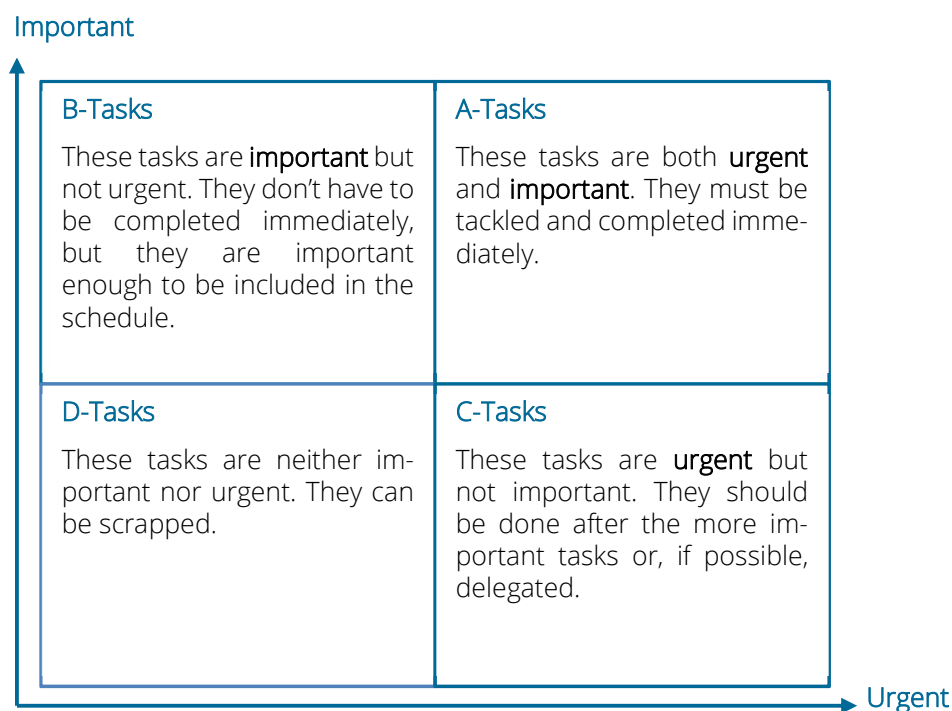 Important
B-Tasks
These tasks are important but
not urgent. They don't have to
be completed immediately,
but they are important
enough to be included in the
schedule.
A-Tasks
These tasks are both urgent
and important. They must be
tackled and completed imme-
diately.
D-Tasks
These tasks are neither im-
portant nor urgent. They can
be scrapped.
C-Tasks
These tasks are urgent but
not important. They should
be done after the more im-
portant tasks or, if possible,
delegated.
Urgent